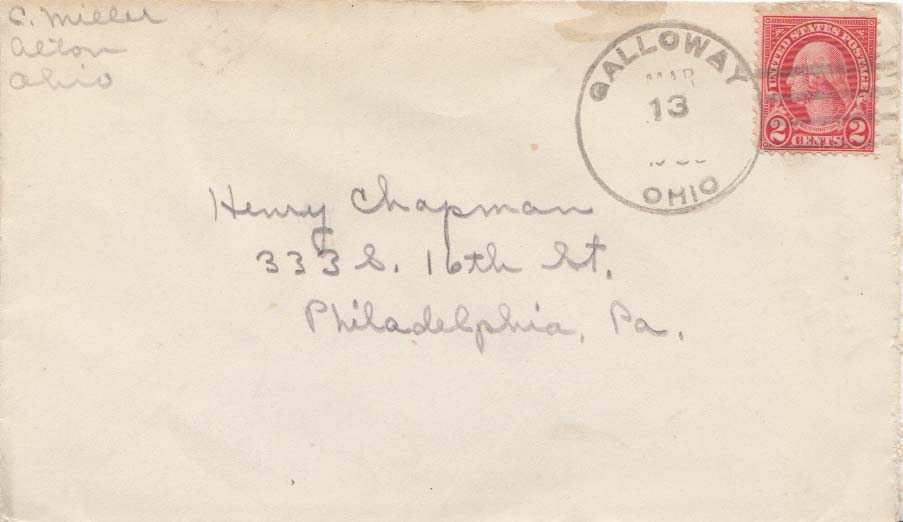 C. Miller
Alton
Ohio
GALLOWAY
MAR
13
OHIO
UNITED STATES POSTAGE
WASHINGTON
2 CENTS 2
Henry Chapman
333 S. 16th St.
Philadelphia, Pa.